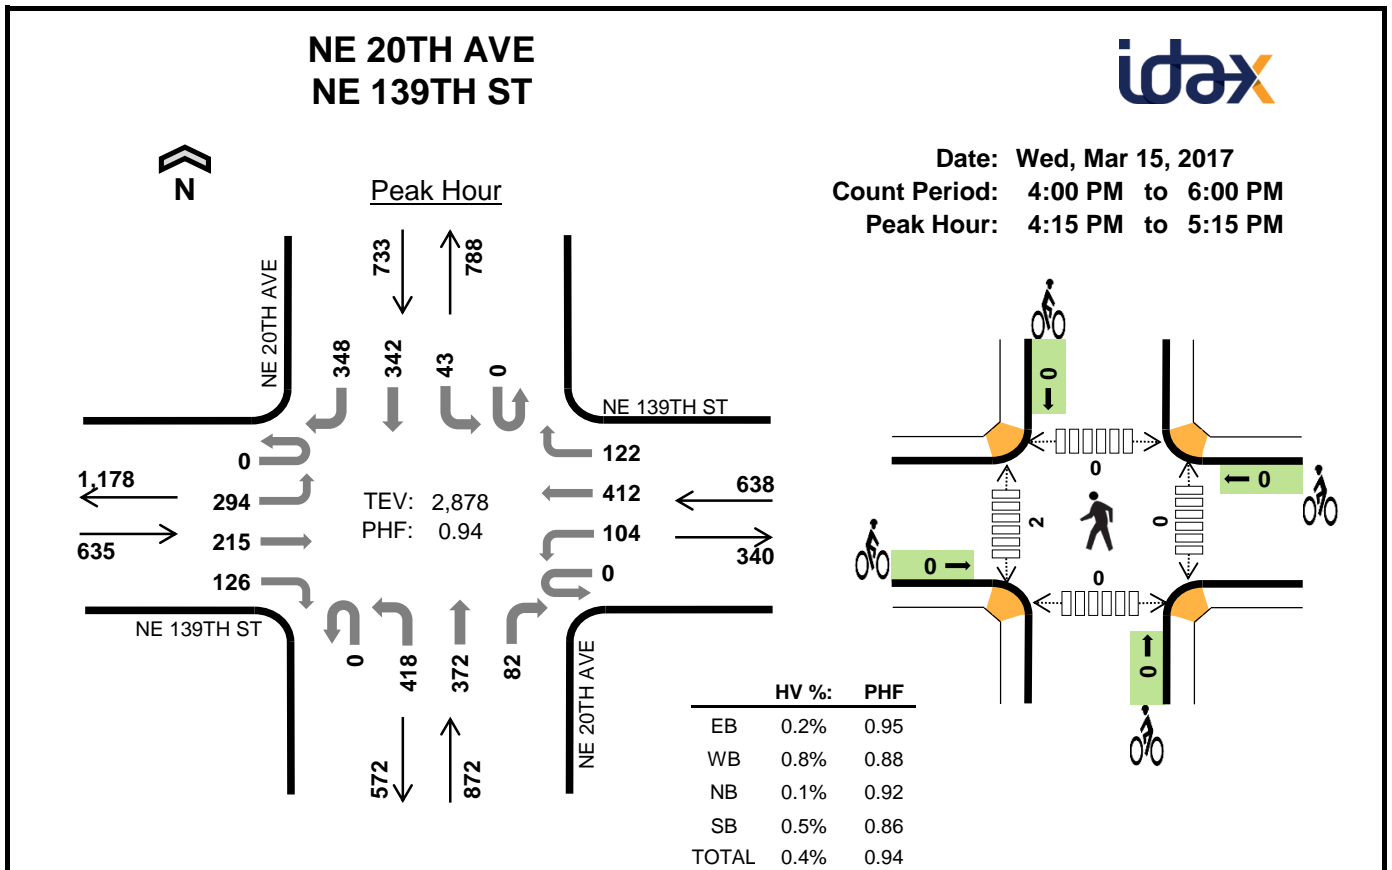 NE 20TH AVE
NE 139TH ST
idax
N
Peak Hour
Date: Wed, Mar 15, 2017
Count Period: 4:00 PM to 6:00 PM
Peak Hour: 4:15 PM to 5:15 PM
733
788
NE 20TH AVE
348
342
43
0
NE 139TH ST
0
294
215
126
1,178
635
TEV: 2,878
PHF: 0.94
122
412
104
0
638
340
NE 139TH ST
0
418
372
82
NE 20TH AVE
572
872
0
0
0
2
0
0
0
0
HV %: PHF
EB 0.2% 0.95
WB 0.8% 0.88
NB 0.1% 0.92
SB 0.5% 0.86
TOTAL 0.4% 0.94